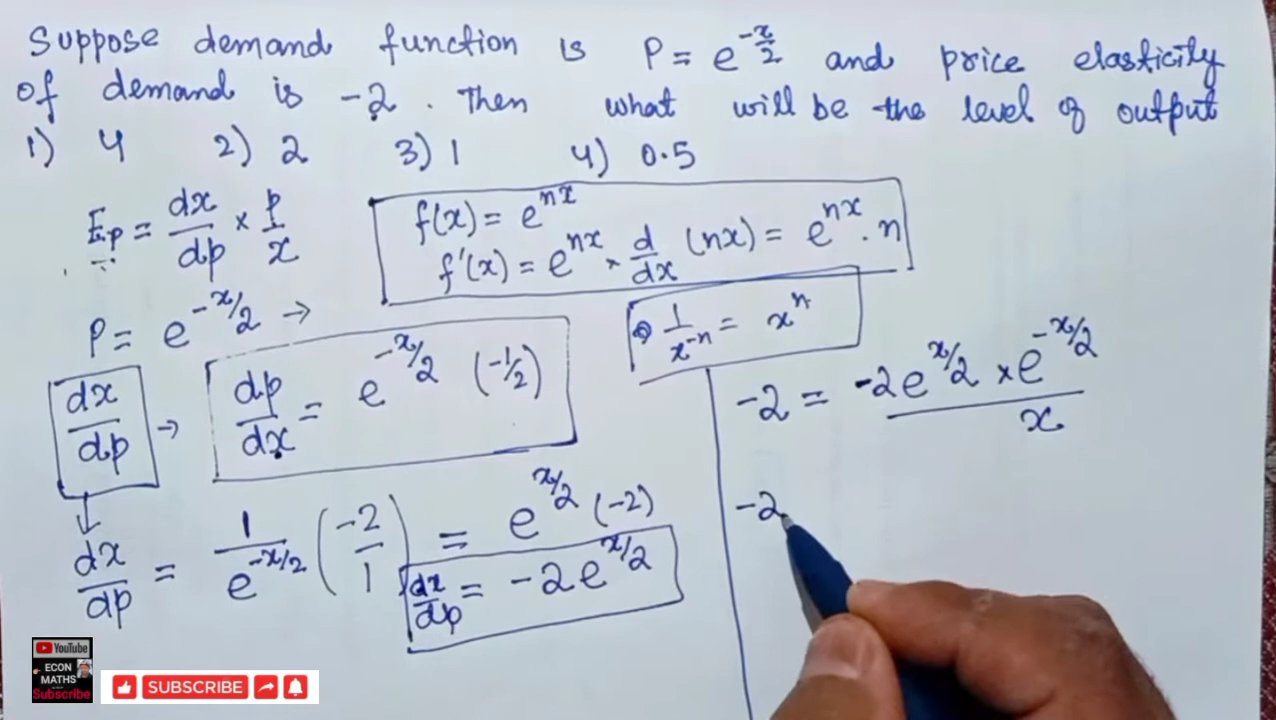 Suppose demand function is P = e^{-x/2} and price elasticity
of demand is -2. Then what will be the level of output
1) 4 2) 2 3) 1 4) 0.5
Ep = dx/dp × p/x
f(x) = e^{nx}
f'(x) = e^{nx} × d/dx (nx) = e^{nx} . n
P = e^{-x/2} →
1/x^{-n} = x^n
dx/dp → dp/dx = e^{-x/2} (-1/2)
dx/dp = 1/e^{-x/2} (-2/1) = e^{x/2} (-2)
dx/dp = -2e^{x/2}
-2 = -2e^{x/2} × e^{-x/2} / x
-2
YouTube
ECON
MATHS
Subscribe
SUBSCRIBE